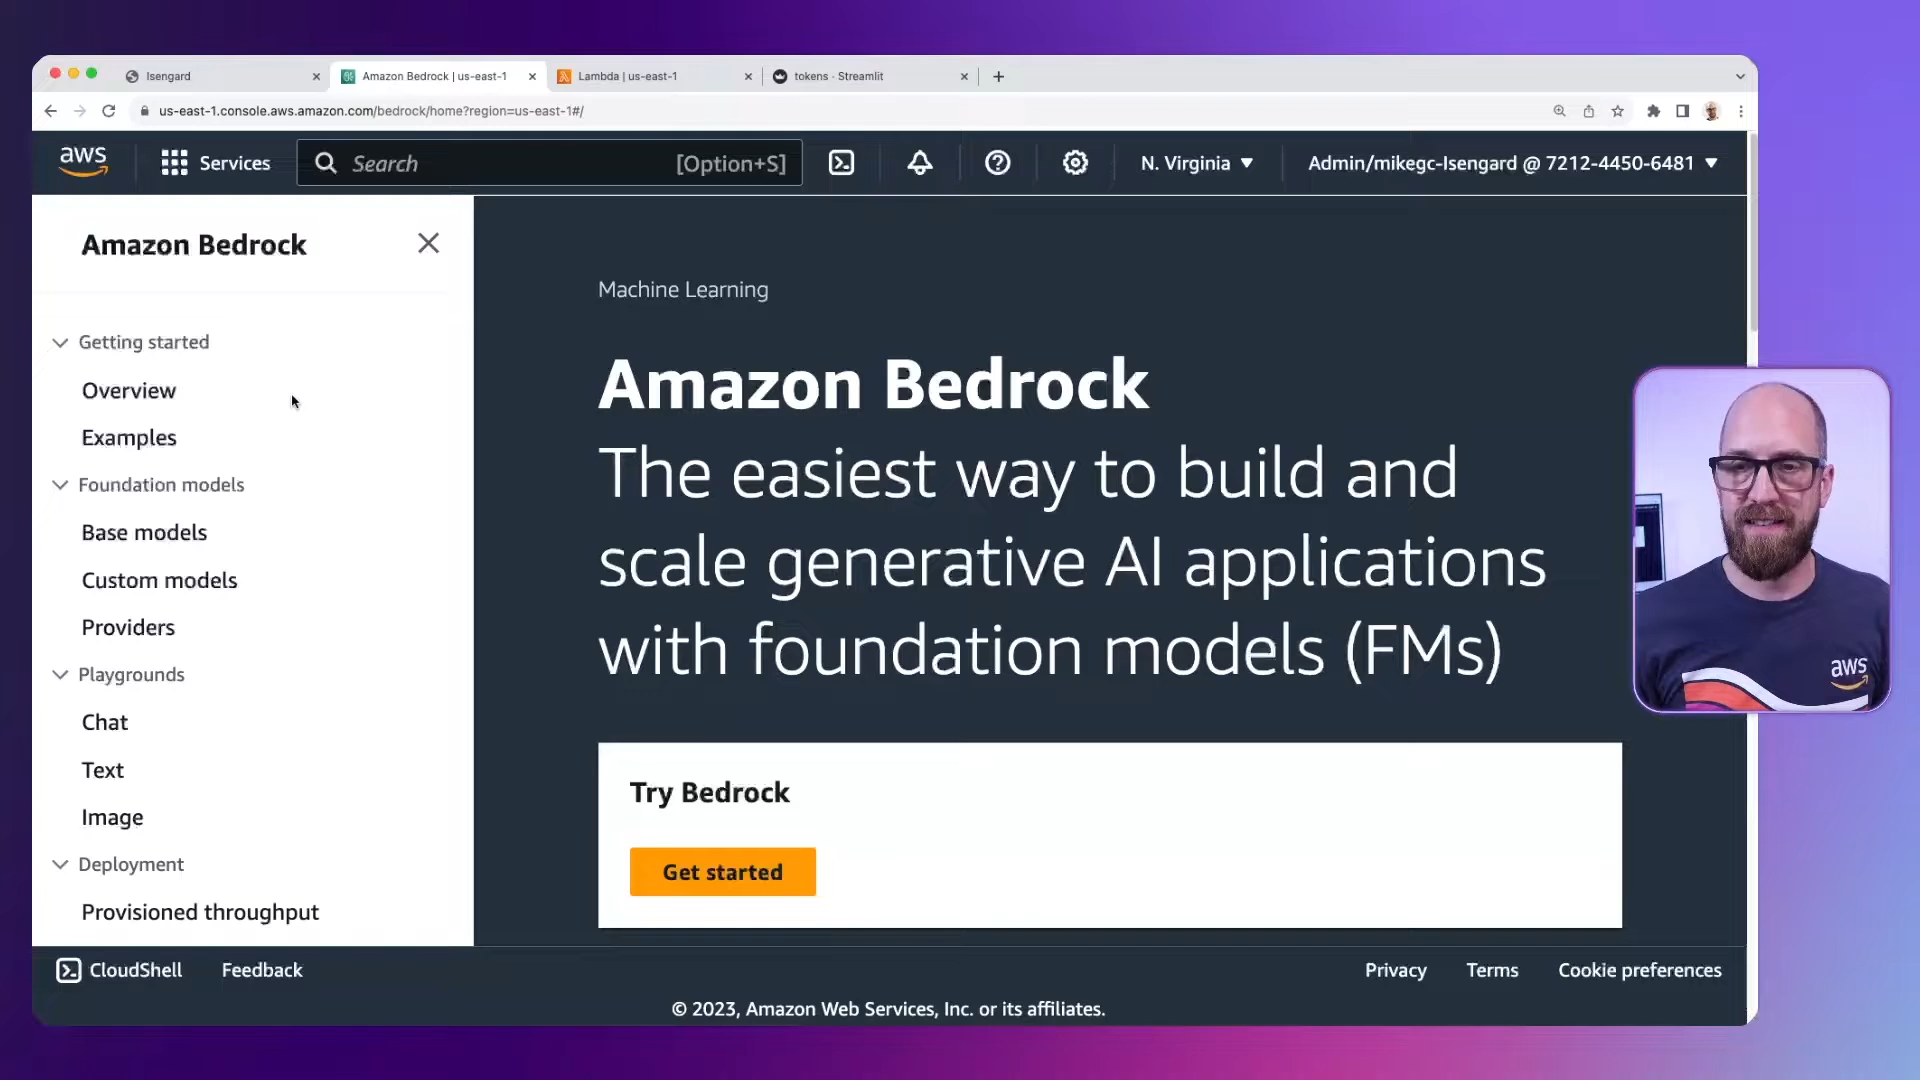 Isengard
Amazon Bedrock | us-east-1
Lambda | us-east-1
tokens · Streamlit
us-east-1.console.aws.amazon.com/bedrock/home?region=us-east-1#/
aws
Services
Search
[Option+S]
N. Virginia
Admin/mikegc-Isengard @ 7212-4450-6481
Amazon Bedrock
Getting started
Overview
Examples
Foundation models
Base models
Custom models
Providers
Playgrounds
Chat
Text
Image
Deployment
Provisioned throughput
Machine Learning
Amazon Bedrock
The easiest way to build and
scale generative AI applications
with foundation models (FMs)
Try Bedrock
Get started
aws
CloudShell
Feedback
Privacy
Terms
Cookie preferences
© 2023, Amazon Web Services, Inc. or its affiliates.